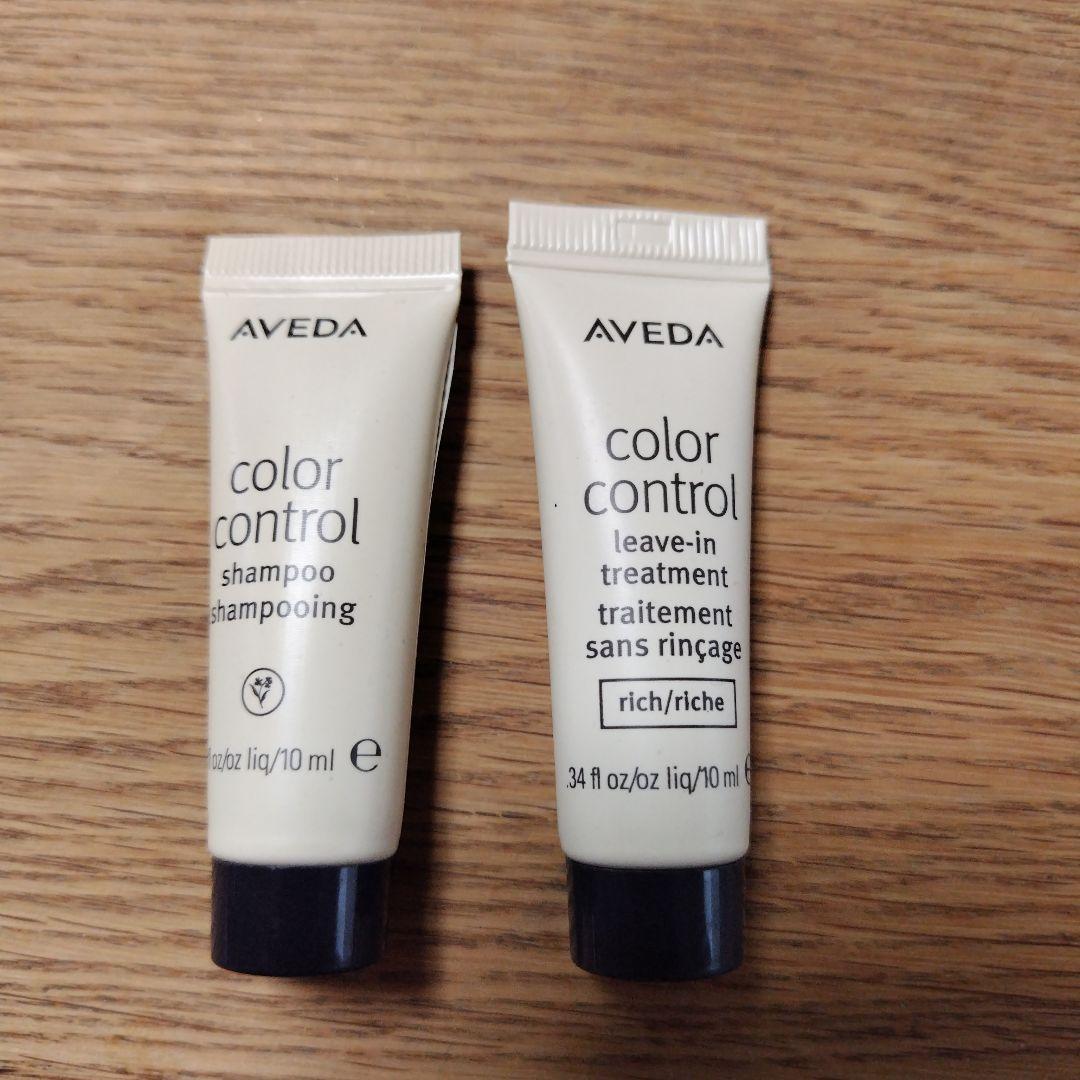 AVEDA
color
control
shampoo
shampooing
oz/oz liq/10 ml e
AVEDA
color
control
leave-in
treatment
traitement
sans rinçage
rich/riche
.34 fl oz/oz liq/10 ml